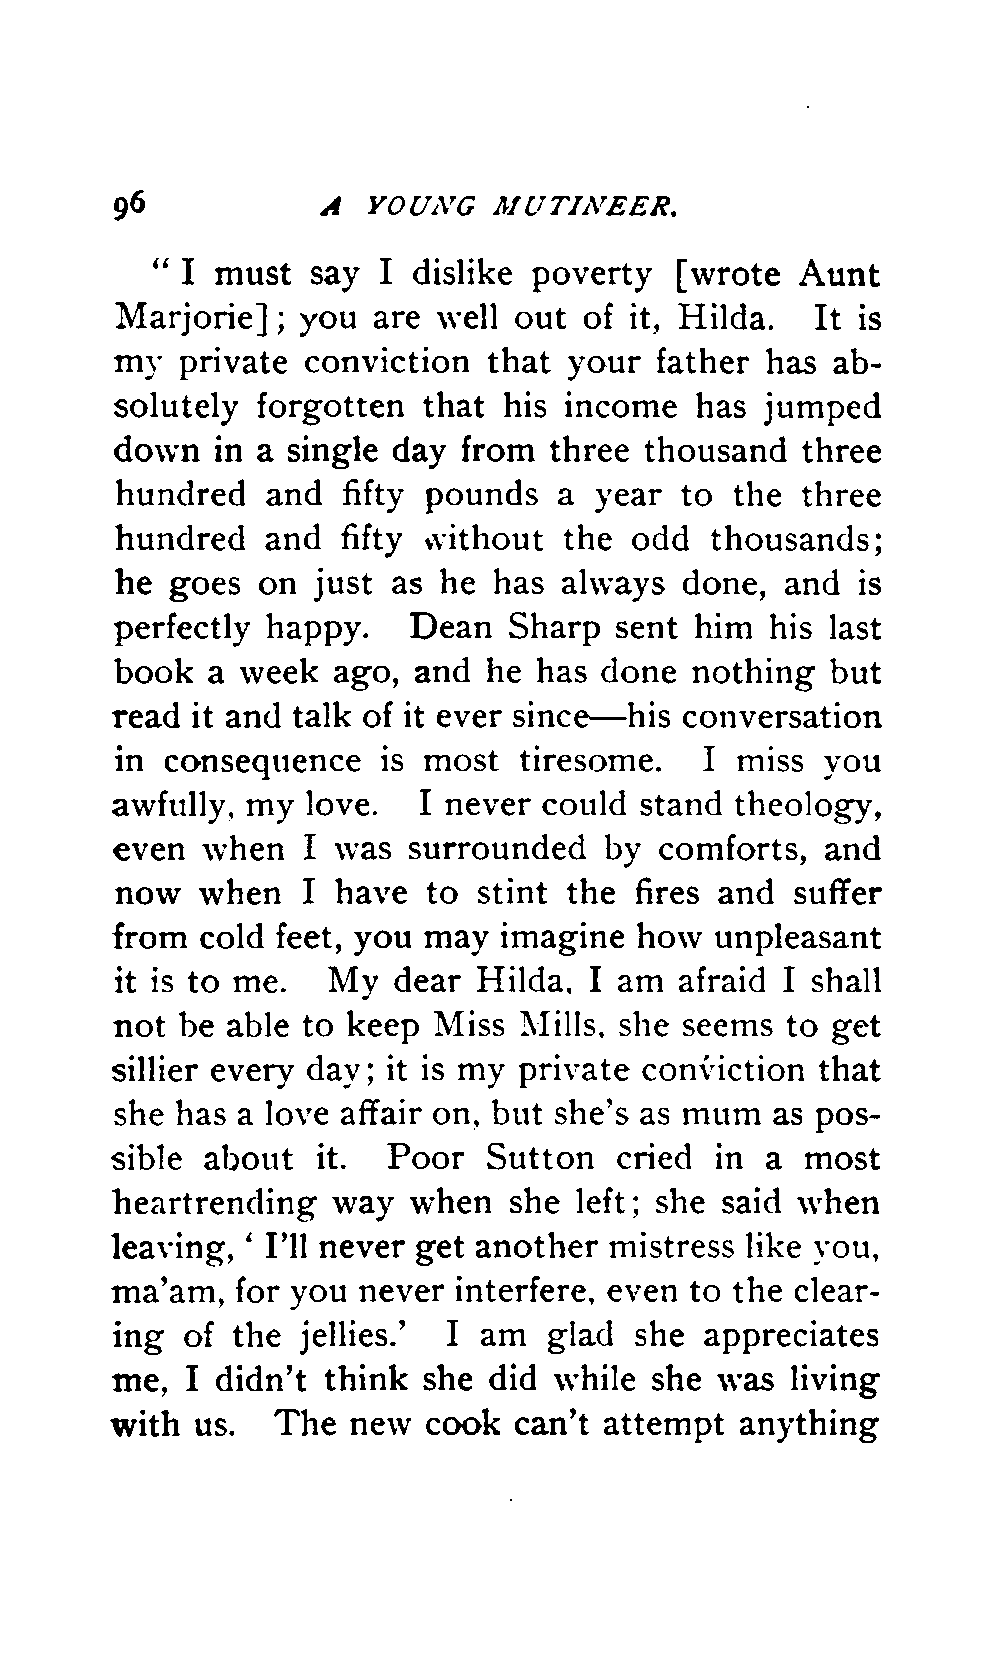 96 A YOUNG MUTINEER.
" I must say I dislike poverty [wrote Aunt
Marjorie]; you are well out of it, Hilda. It is
my private conviction that your father has ab-
solutely forgotten that his income has jumped
down in a single day from three thousand three
hundred and fifty pounds a year to the three
hundred and fifty without the odd thousands;
he goes on just as he has always done, and is
perfectly happy. Dean Sharp sent him his last
book a week ago, and he has done nothing but
read it and talk of it ever since—his conversation
in consequence is most tiresome. I miss you
awfully, my love. I never could stand theology,
even when I was surrounded by comforts, and
now when I have to stint the fires and suffer
from cold feet, you may imagine how unpleasant
it is to me. My dear Hilda, I am afraid I shall
not be able to keep Miss Mills, she seems to get
sillier every day; it is my private conviction that
she has a love affair on, but she's as mum as pos-
sible about it. Poor Sutton cried in a most
heartrending way when she left; she said when
leaving, ' I'll never get another mistress like you,
ma'am, for you never interfere, even to the clear-
ing of the jellies.' I am glad she appreciates
me, I didn't think she did while she was living
with us. The new cook can't attempt anything